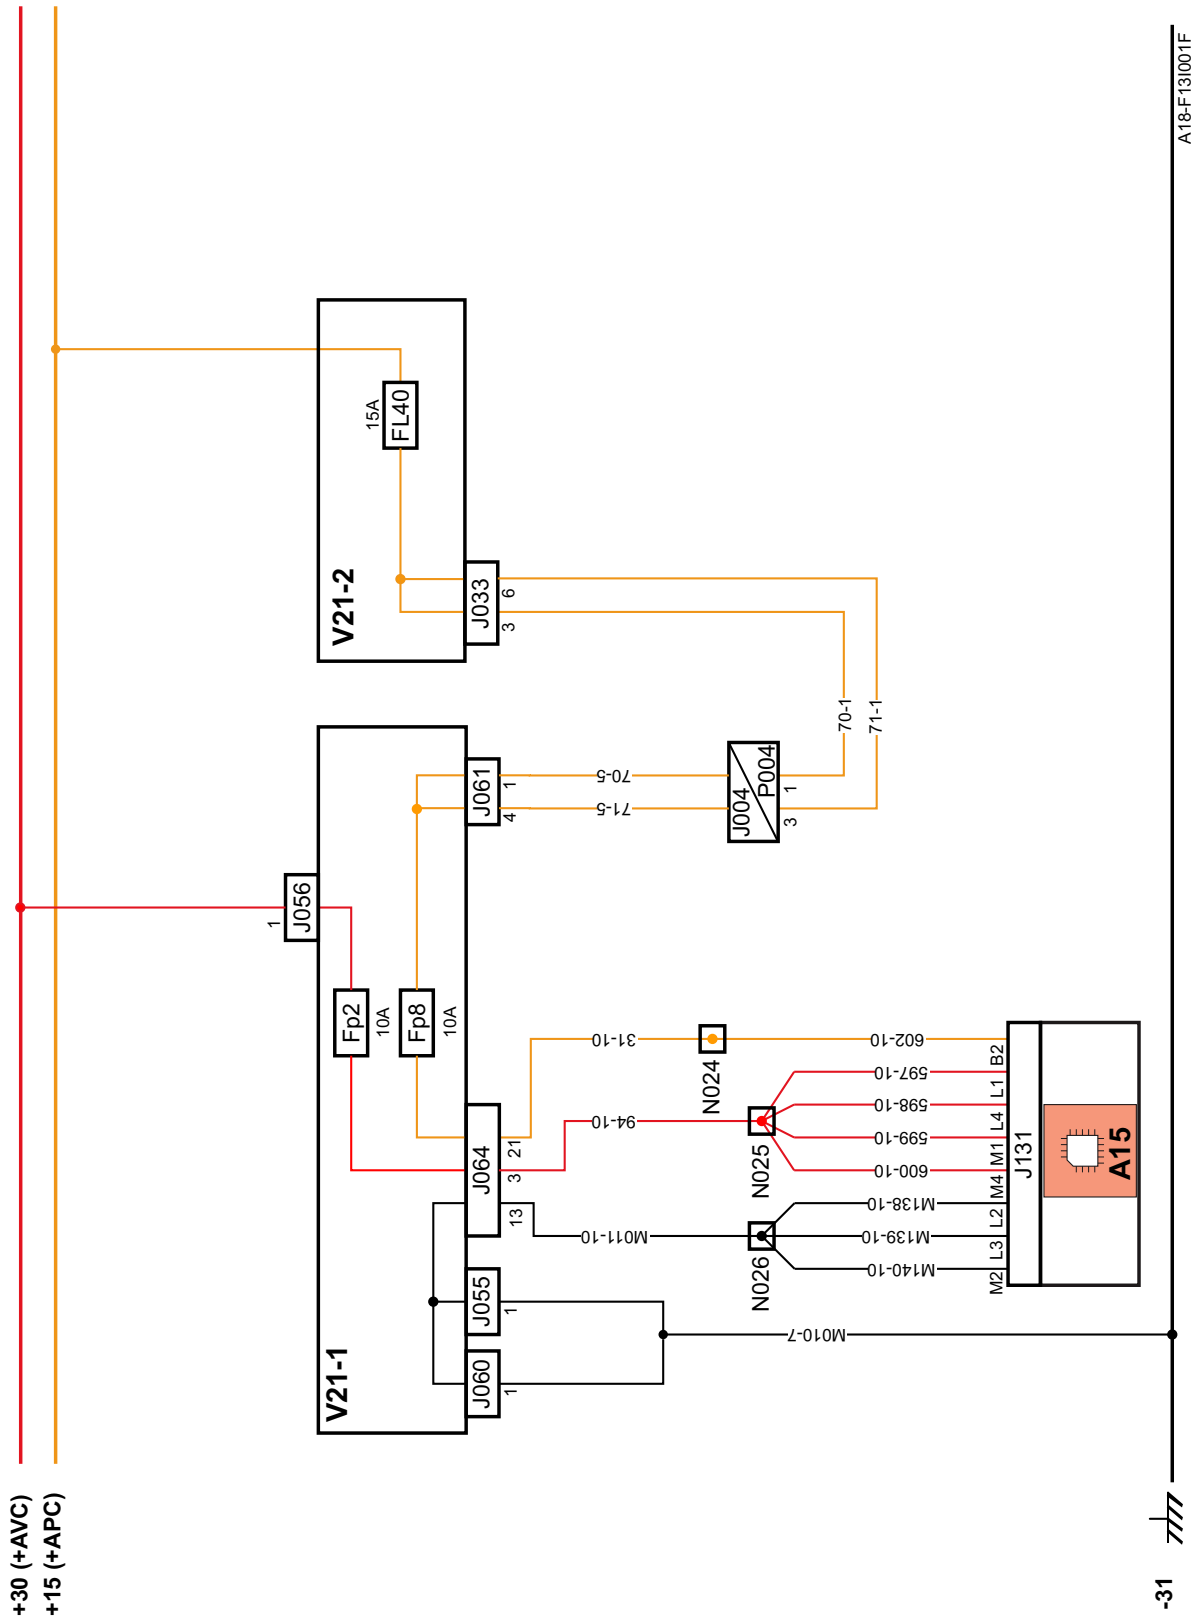 +30 (+AVC)
+15 (+APC)
V21-1
V21-2
J056
1
Fp2
10A
Fp8
10A
15A
FL40
J060
1
J055
1
J064
13
3
21
J061
4
1
J033
3
6
M011-10
94-10
31-10
71-5
70-5
J004
P004
3
1
70-1
71-1
N026
N025
N024
M010-7
M140-10
M139-10
M138-10
600-10
599-10
598-10
597-10
602-10
M2
L3
L2
M4
M1
L4
L1
B2
J131
A15
-31
A18-F13I001F